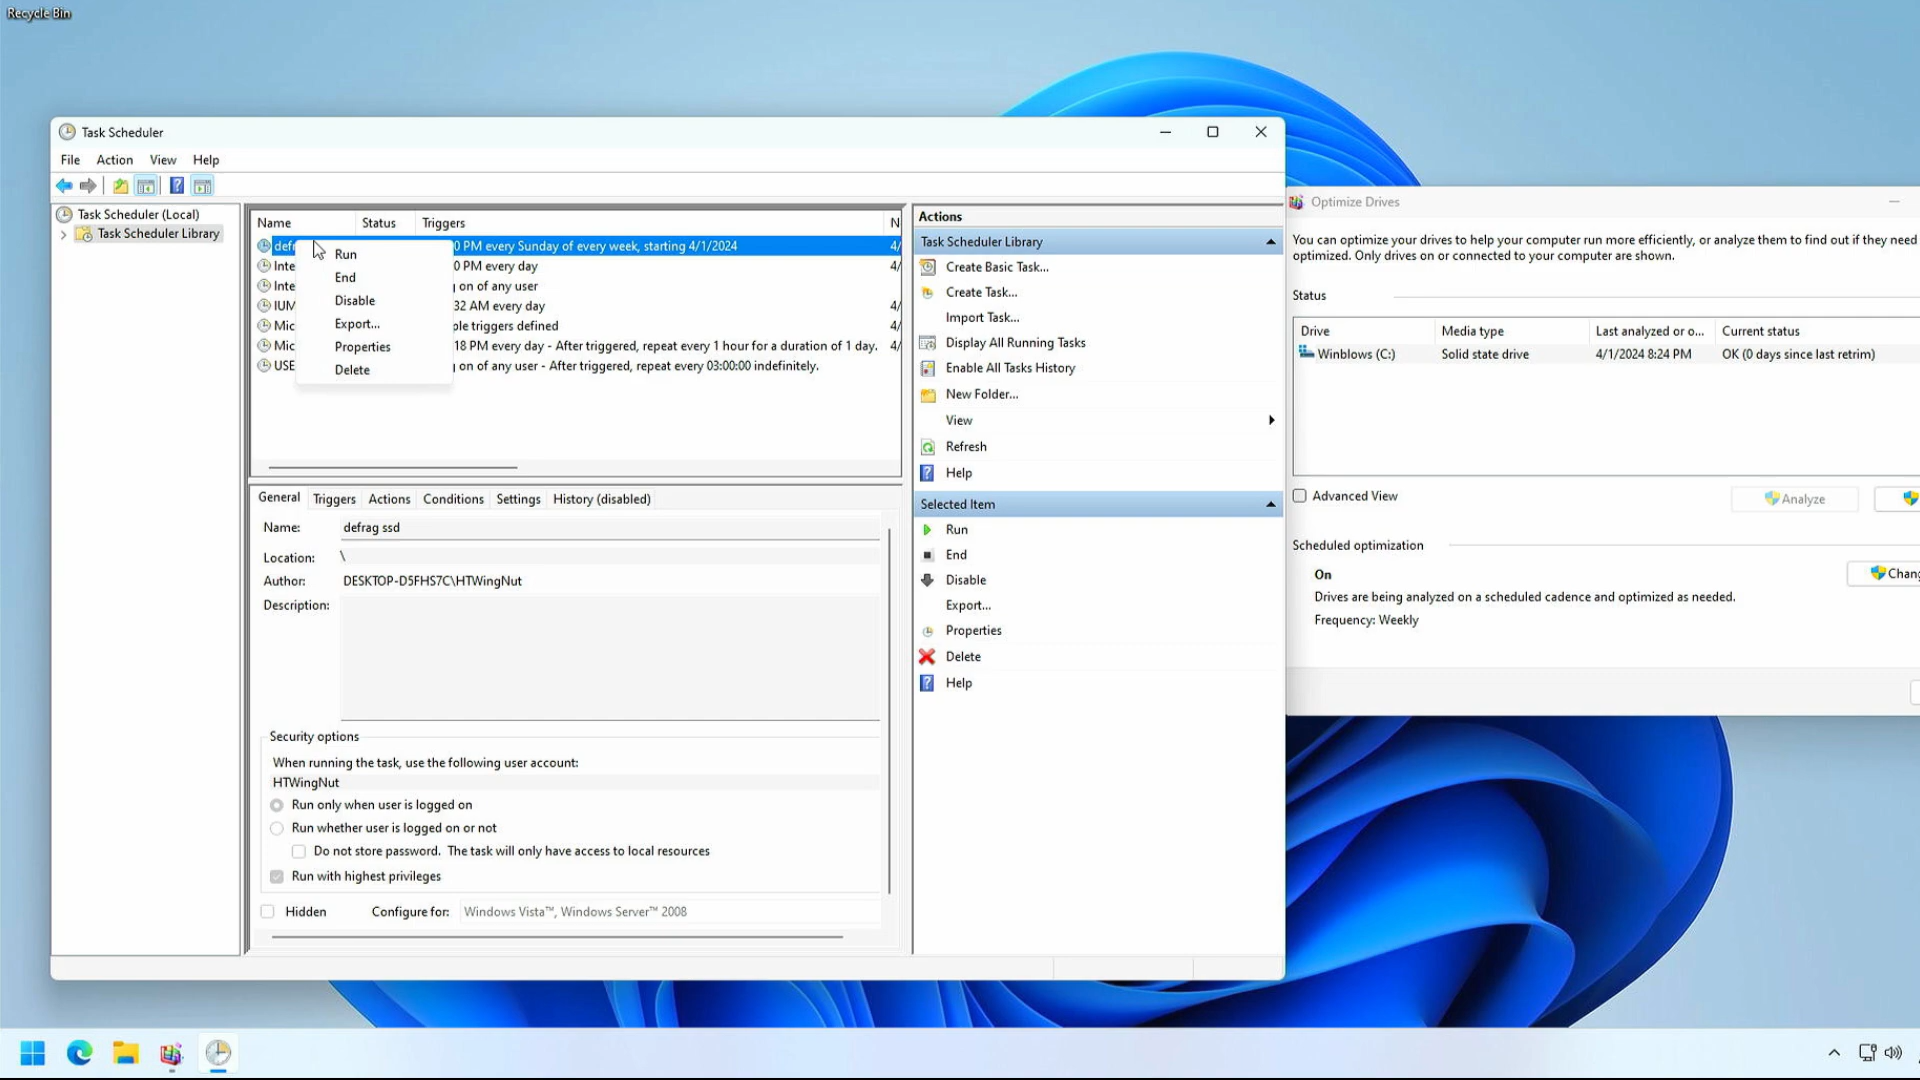 Recycle Bin
Task Scheduler
File Action View Help
Task Scheduler (Local)
Task Scheduler Library
Name Status Triggers N
defr 0 PM every Sunday of every week, starting 4/1/2024 4/
Inte 0 PM every day 4/
Inte on of any user
IUM 32 AM every day 4/
Mic ple triggers defined 4/
Mic 18 PM every day - After triggered, repeat every 1 hour for a duration of 1 day. 4/
USE on of any user - After triggered, repeat every 03:00:00 indefinitely.
Run
End
Disable
Export...
Properties
Delete
General Triggers Actions Conditions Settings History (disabled)
Name: defrag ssd
Location: \
Author: DESKTOP-D5FHS7C\HTWingNut
Description:
Security options
When running the task, use the following user account:
HTWingNut
Run only when user is logged on
Run whether user is logged on or not
Do not store password. The task will only have access to local resources
Run with highest privileges
Hidden Configure for: Windows Vista™, Windows Server™ 2008
Actions
Task Scheduler Library
Create Basic Task...
Create Task...
Import Task...
Display All Running Tasks
Enable All Tasks History
New Folder...
View
Refresh
Help
Selected Item
Run
End
Disable
Export...
Properties
Delete
Help
Optimize Drives
You can optimize your drives to help your computer run more efficiently, or analyze them to find out if they need
optimized. Only drives on or connected to your computer are shown.
Status
Drive Media type Last analyzed or o... Current status
Winblows (C:) Solid state drive 4/1/2024 8:24 PM OK (0 days since last retrim)
Advanced View
Analyze
Scheduled optimization
On
Chang
Drives are being analyzed on a scheduled cadence and optimized as needed.
Frequency: Weekly